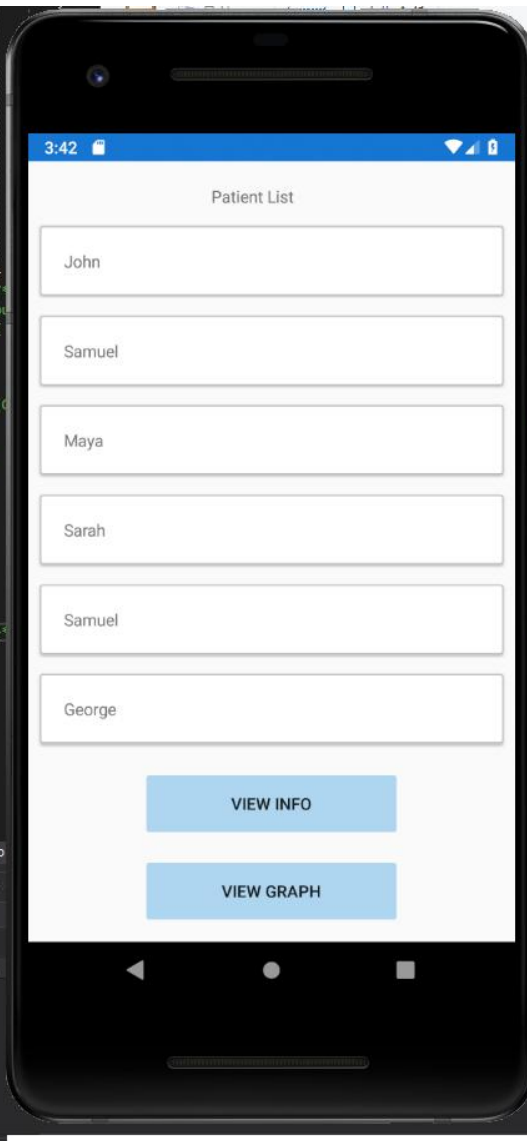 3:42
Patient List
John
Samuel
Maya
Sarah
Samuel
George
VIEW INFO
VIEW GRAPH